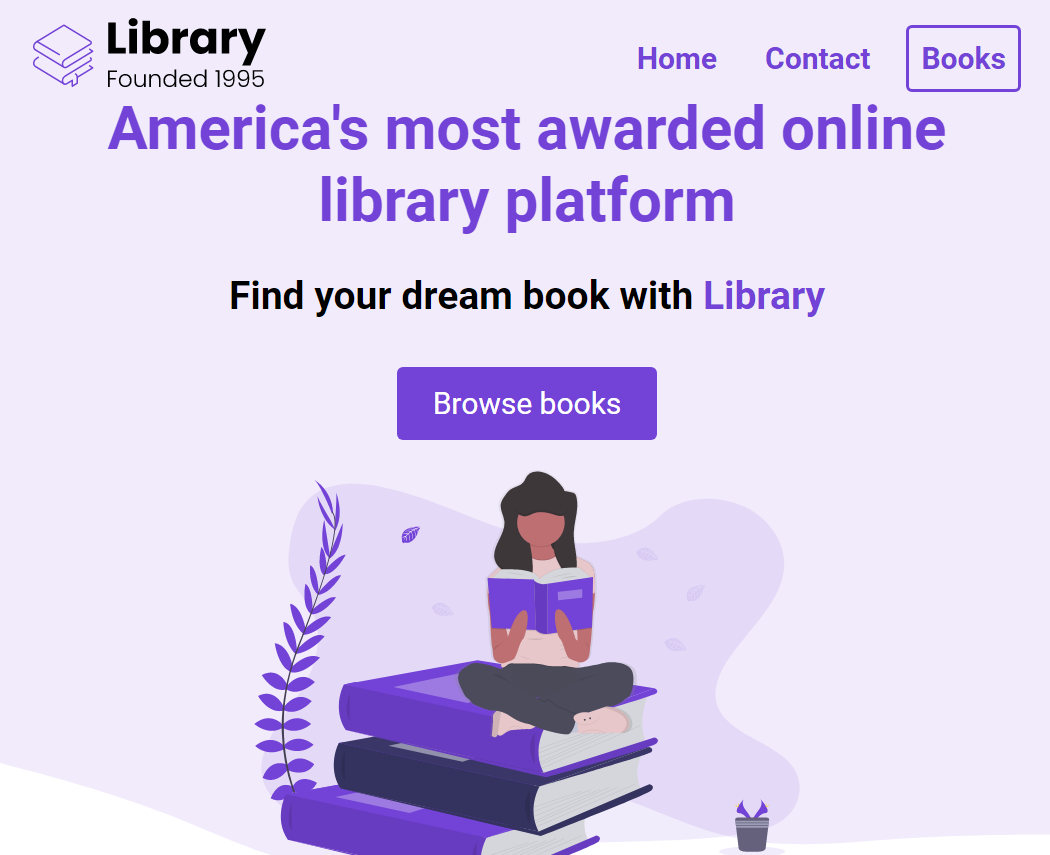 Library
Founded 1995
Home
Contact
Books
America's most awarded online
library platform
Find your dream book with Library
Browse books